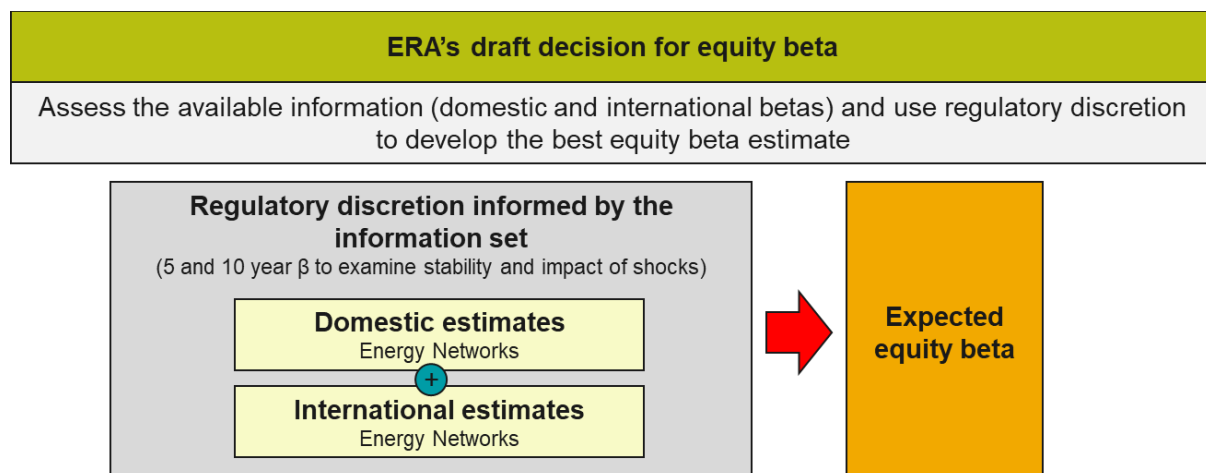 ERA's draft decision for equity beta
Assess the available information (domestic and international betas) and use regulatory discretion
to develop the best equity beta estimate
Regulatory discretion informed by the
information set
(5 and 10 year β to examine stability and impact of shocks)
Domestic estimates
Energy Networks
+
International estimates
Energy Networks
Expected
equity beta